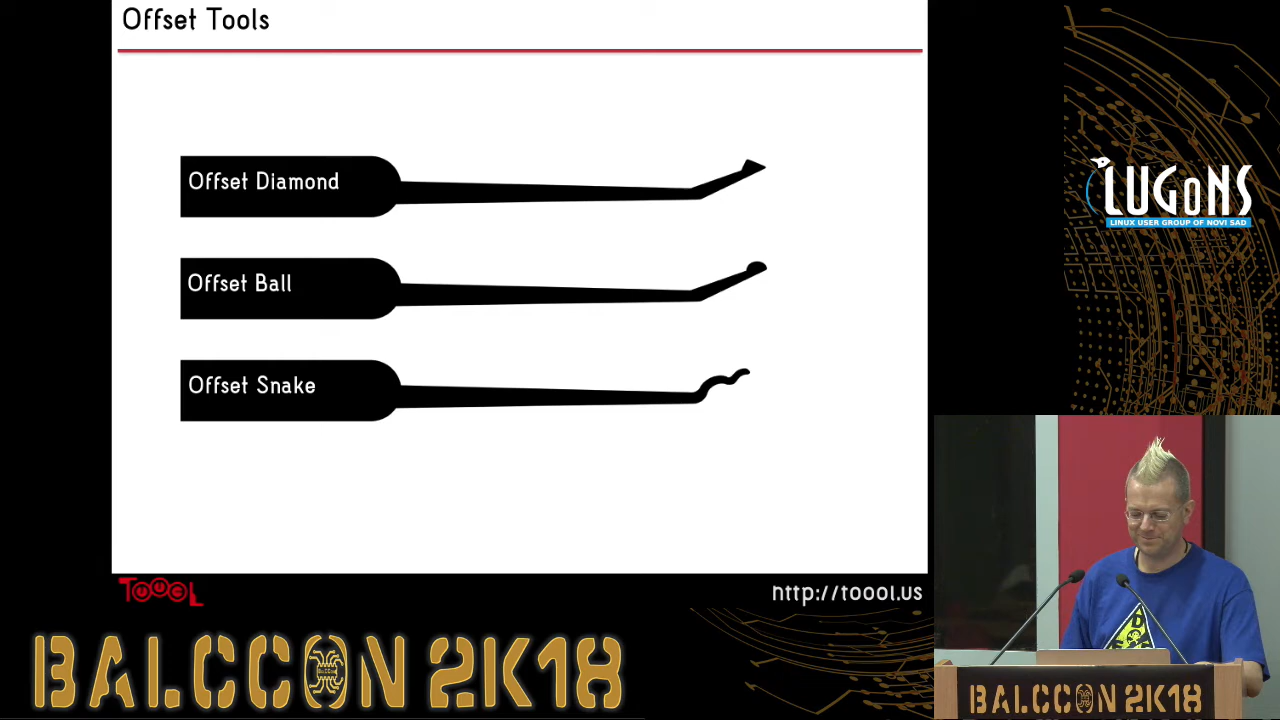 Offset Tools
Offset Diamond
Offset Ball
Offset Snake
TOOOL
http://toool.us
LUGoNS
LINUX USER GROUP OF NOVI SAD
BALCCON 2K18
BALCCON 2K18